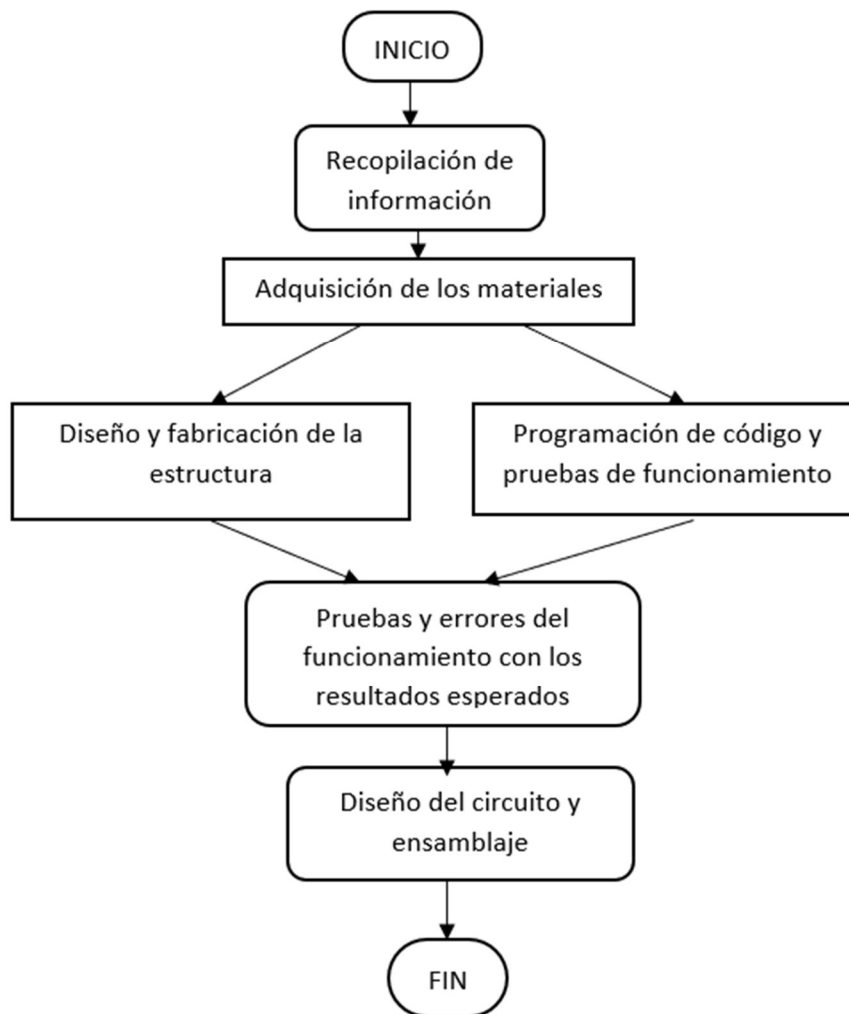 INICIO
Recopilación de
información
Adquisición de los materiales
Diseño y fabricación de la
estructura
Programación de código y
pruebas de funcionamiento
Pruebas y errores del
funcionamiento con los
resultados esperados
Diseño del circuito y
ensamblaje
FIN